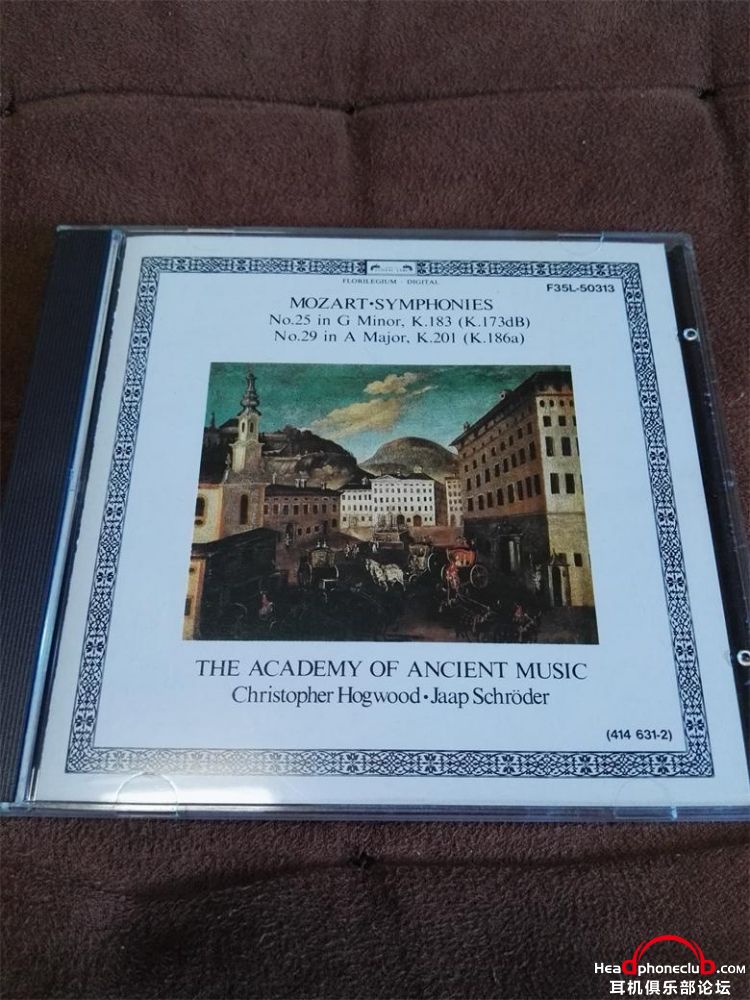 FLORILEGIUM · DIGITAL
F35L-50313
MOZART•SYMPHONIES
No.25 in G Minor, K.183 (K.173dB)
No.29 in A Major, K.201 (K.186a)
THE ACADEMY OF ANCIENT MUSIC
Christopher Hogwood•Jaap Schröder
(414 631-2)
HeadphoneclubD.com
耳机俱乐部论坛